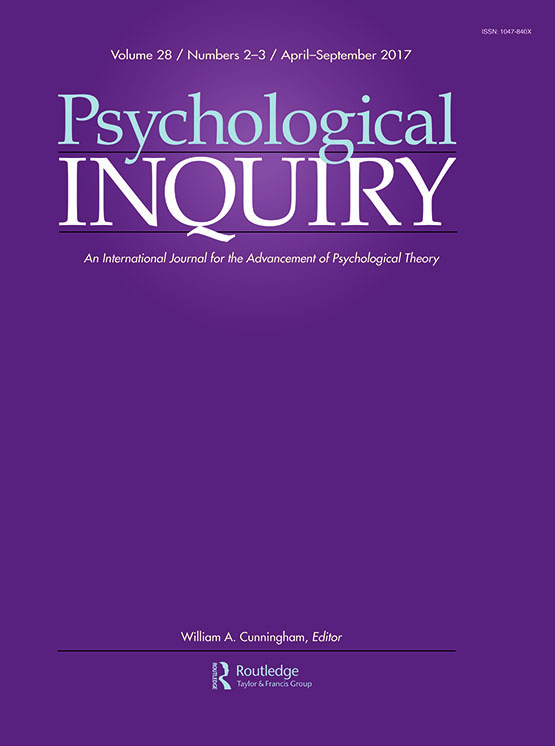 ISSN: 1047-840X
Volume 28 / Numbers 2–3 / April–September 2017
Psychological
INQUIRY
An International Journal for the Advancement of Psychological Theory
William A. Cunningham, Editor
ROUTLEDGE
Routledge
Taylor & Francis Group